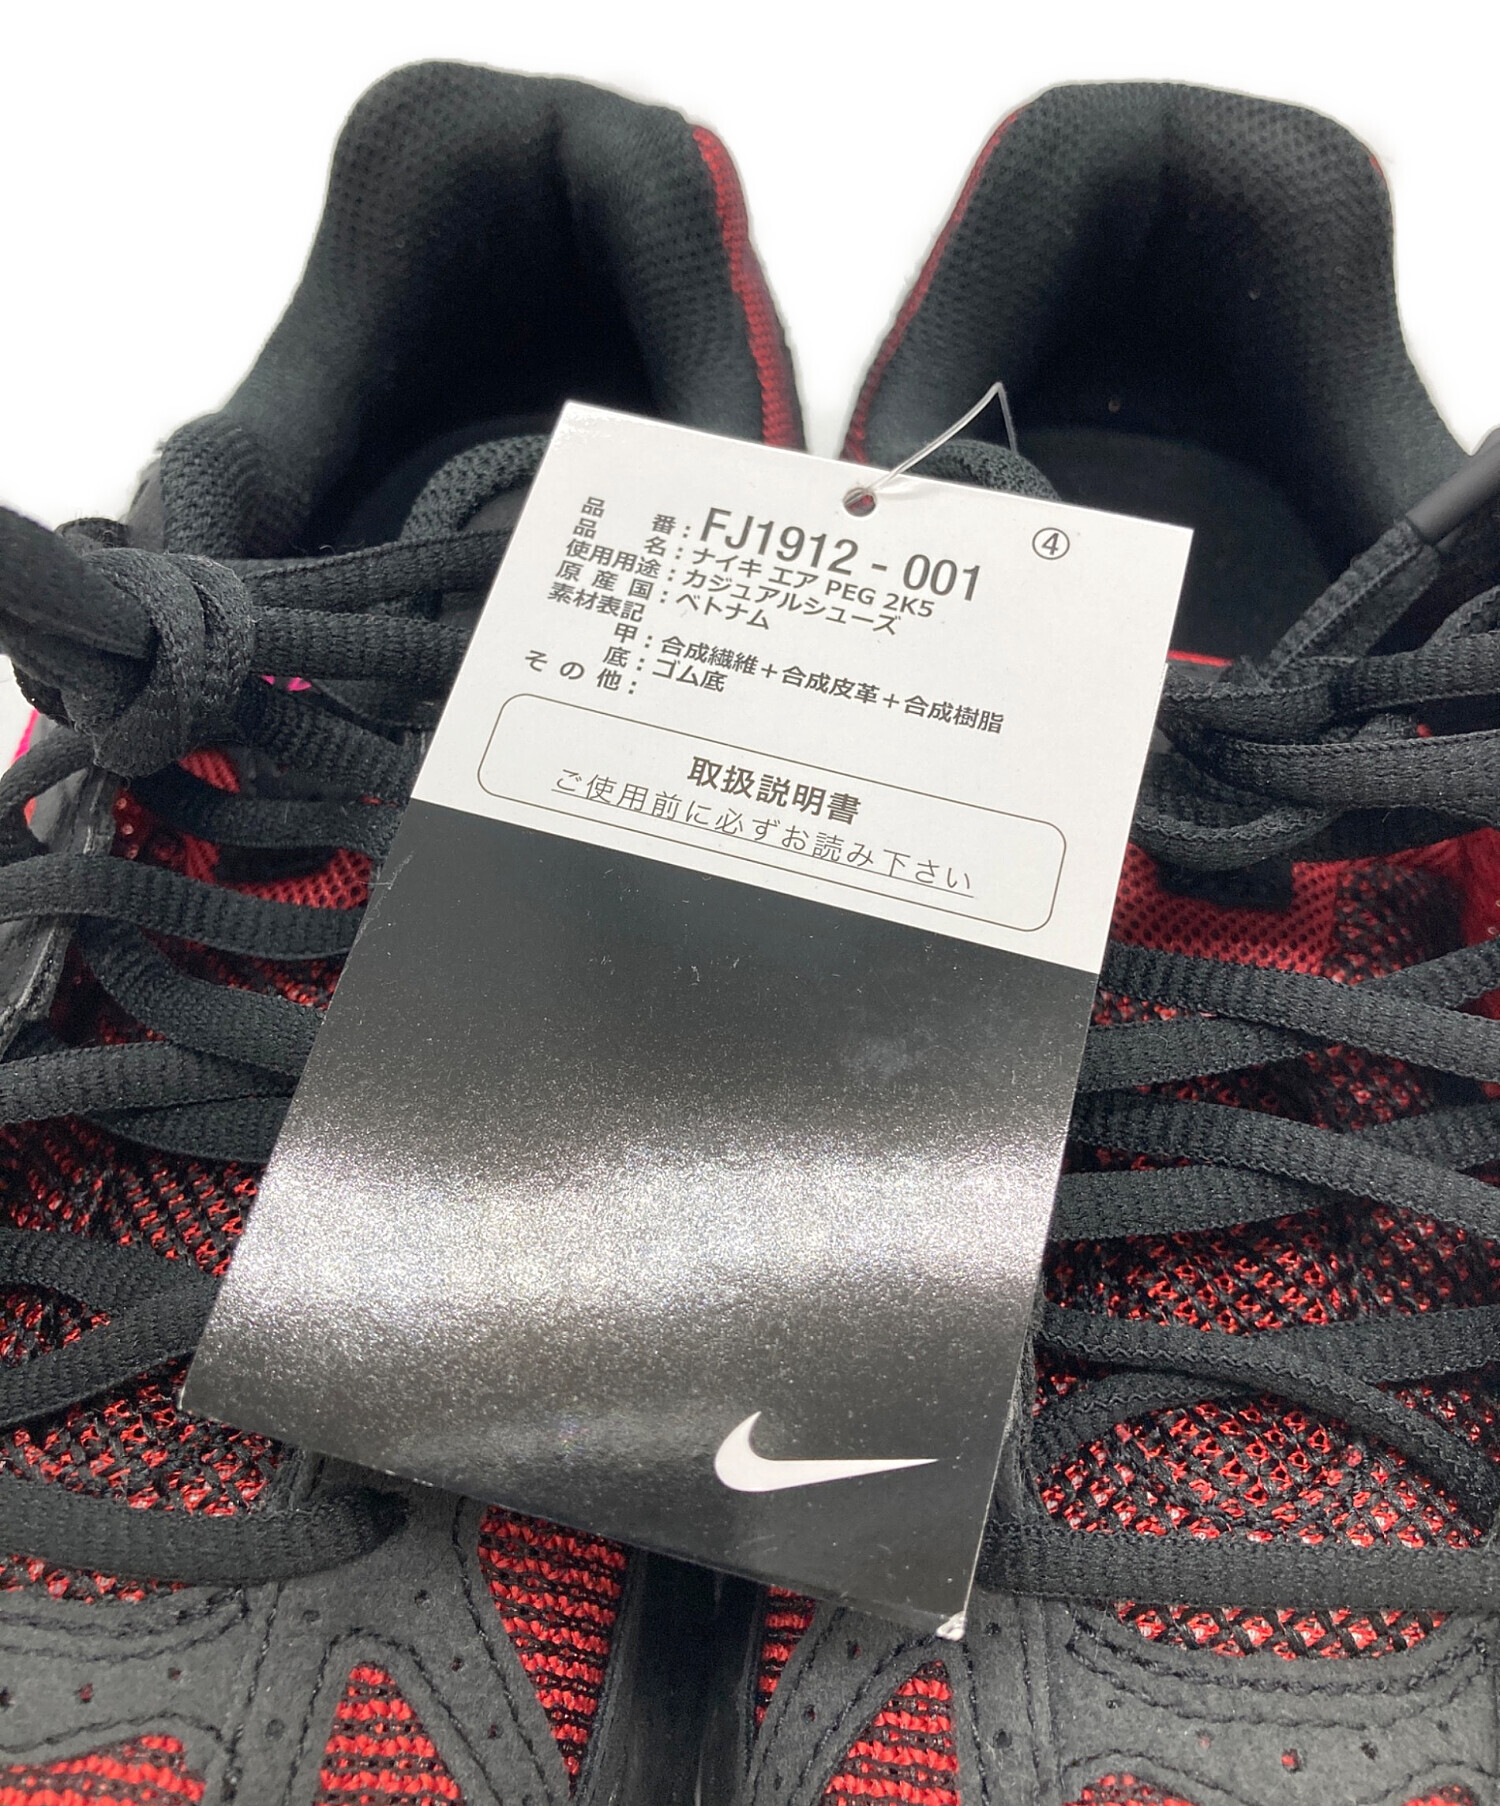 ④
品番:FJ1912 - 001
品名:ナイキ エア PEG 2K5
使用用途:カジュアルシューズ
原産国:ベトナム
素材表記
甲:合成繊維+合成皮革+合成樹脂
底:ゴム底
その他:
取扱説明書
ご使用前に必ずお読み下さい